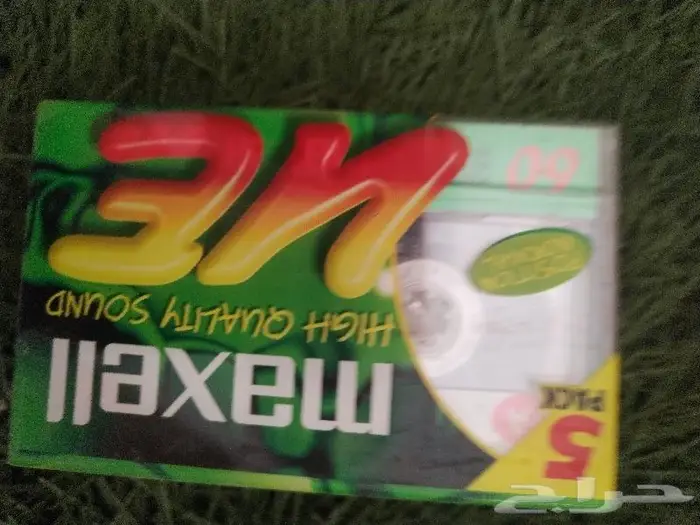 5
PACK
maxell
HIGH QUALITY SOUND
UE
60
حراج